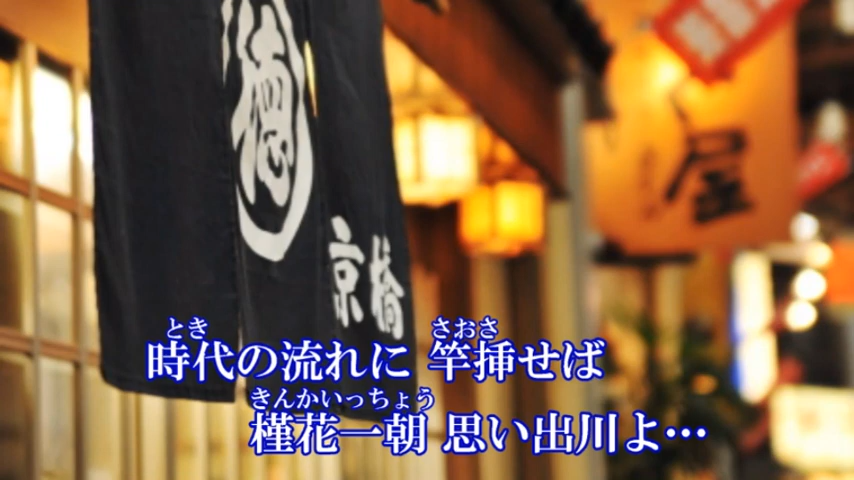 徳
京橋
屋
とき さおさ
時代の流れに 竿挿せば
きんかいっちょう
槿花一朝 思い出川よ…